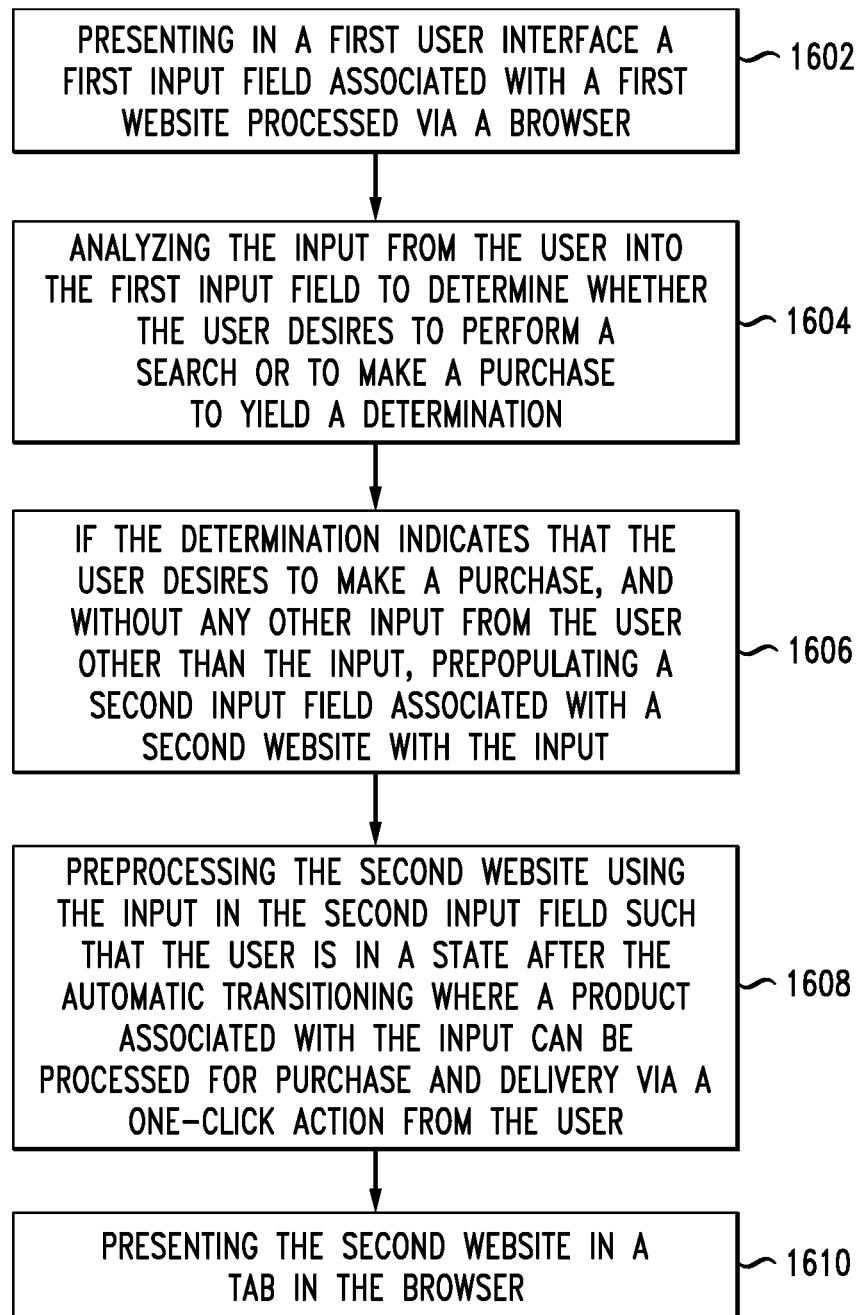 PRESENTING IN A FIRST USER INTERFACE A
FIRST INPUT FIELD ASSOCIATED WITH A FIRST
WEBSITE PROCESSED VIA A BROWSER
1602
ANALYZING THE INPUT FROM THE USER INTO
THE FIRST INPUT FIELD TO DETERMINE WHETHER
THE USER DESIRES TO PERFORM A
SEARCH OR TO MAKE A PURCHASE
TO YIELD A DETERMINATION
1604
IF THE DETERMINATION INDICATES THAT THE
USER DESIRES TO MAKE A PURCHASE, AND
WITHOUT ANY OTHER INPUT FROM THE USER
OTHER THAN THE INPUT, PREPOPULATING A
SECOND INPUT FIELD ASSOCIATED WITH A
SECOND WEBSITE WITH THE INPUT
1606
PREPROCESSING THE SECOND WEBSITE USING
THE INPUT IN THE SECOND INPUT FIELD SUCH
THAT THE USER IS IN A STATE AFTER THE
AUTOMATIC TRANSITIONING WHERE A PRODUCT
ASSOCIATED WITH THE INPUT CAN BE
PROCESSED FOR PURCHASE AND DELIVERY VIA A
ONE-CLICK ACTION FROM THE USER
1608
PRESENTING THE SECOND WEBSITE IN A
TAB IN THE BROWSER
1610